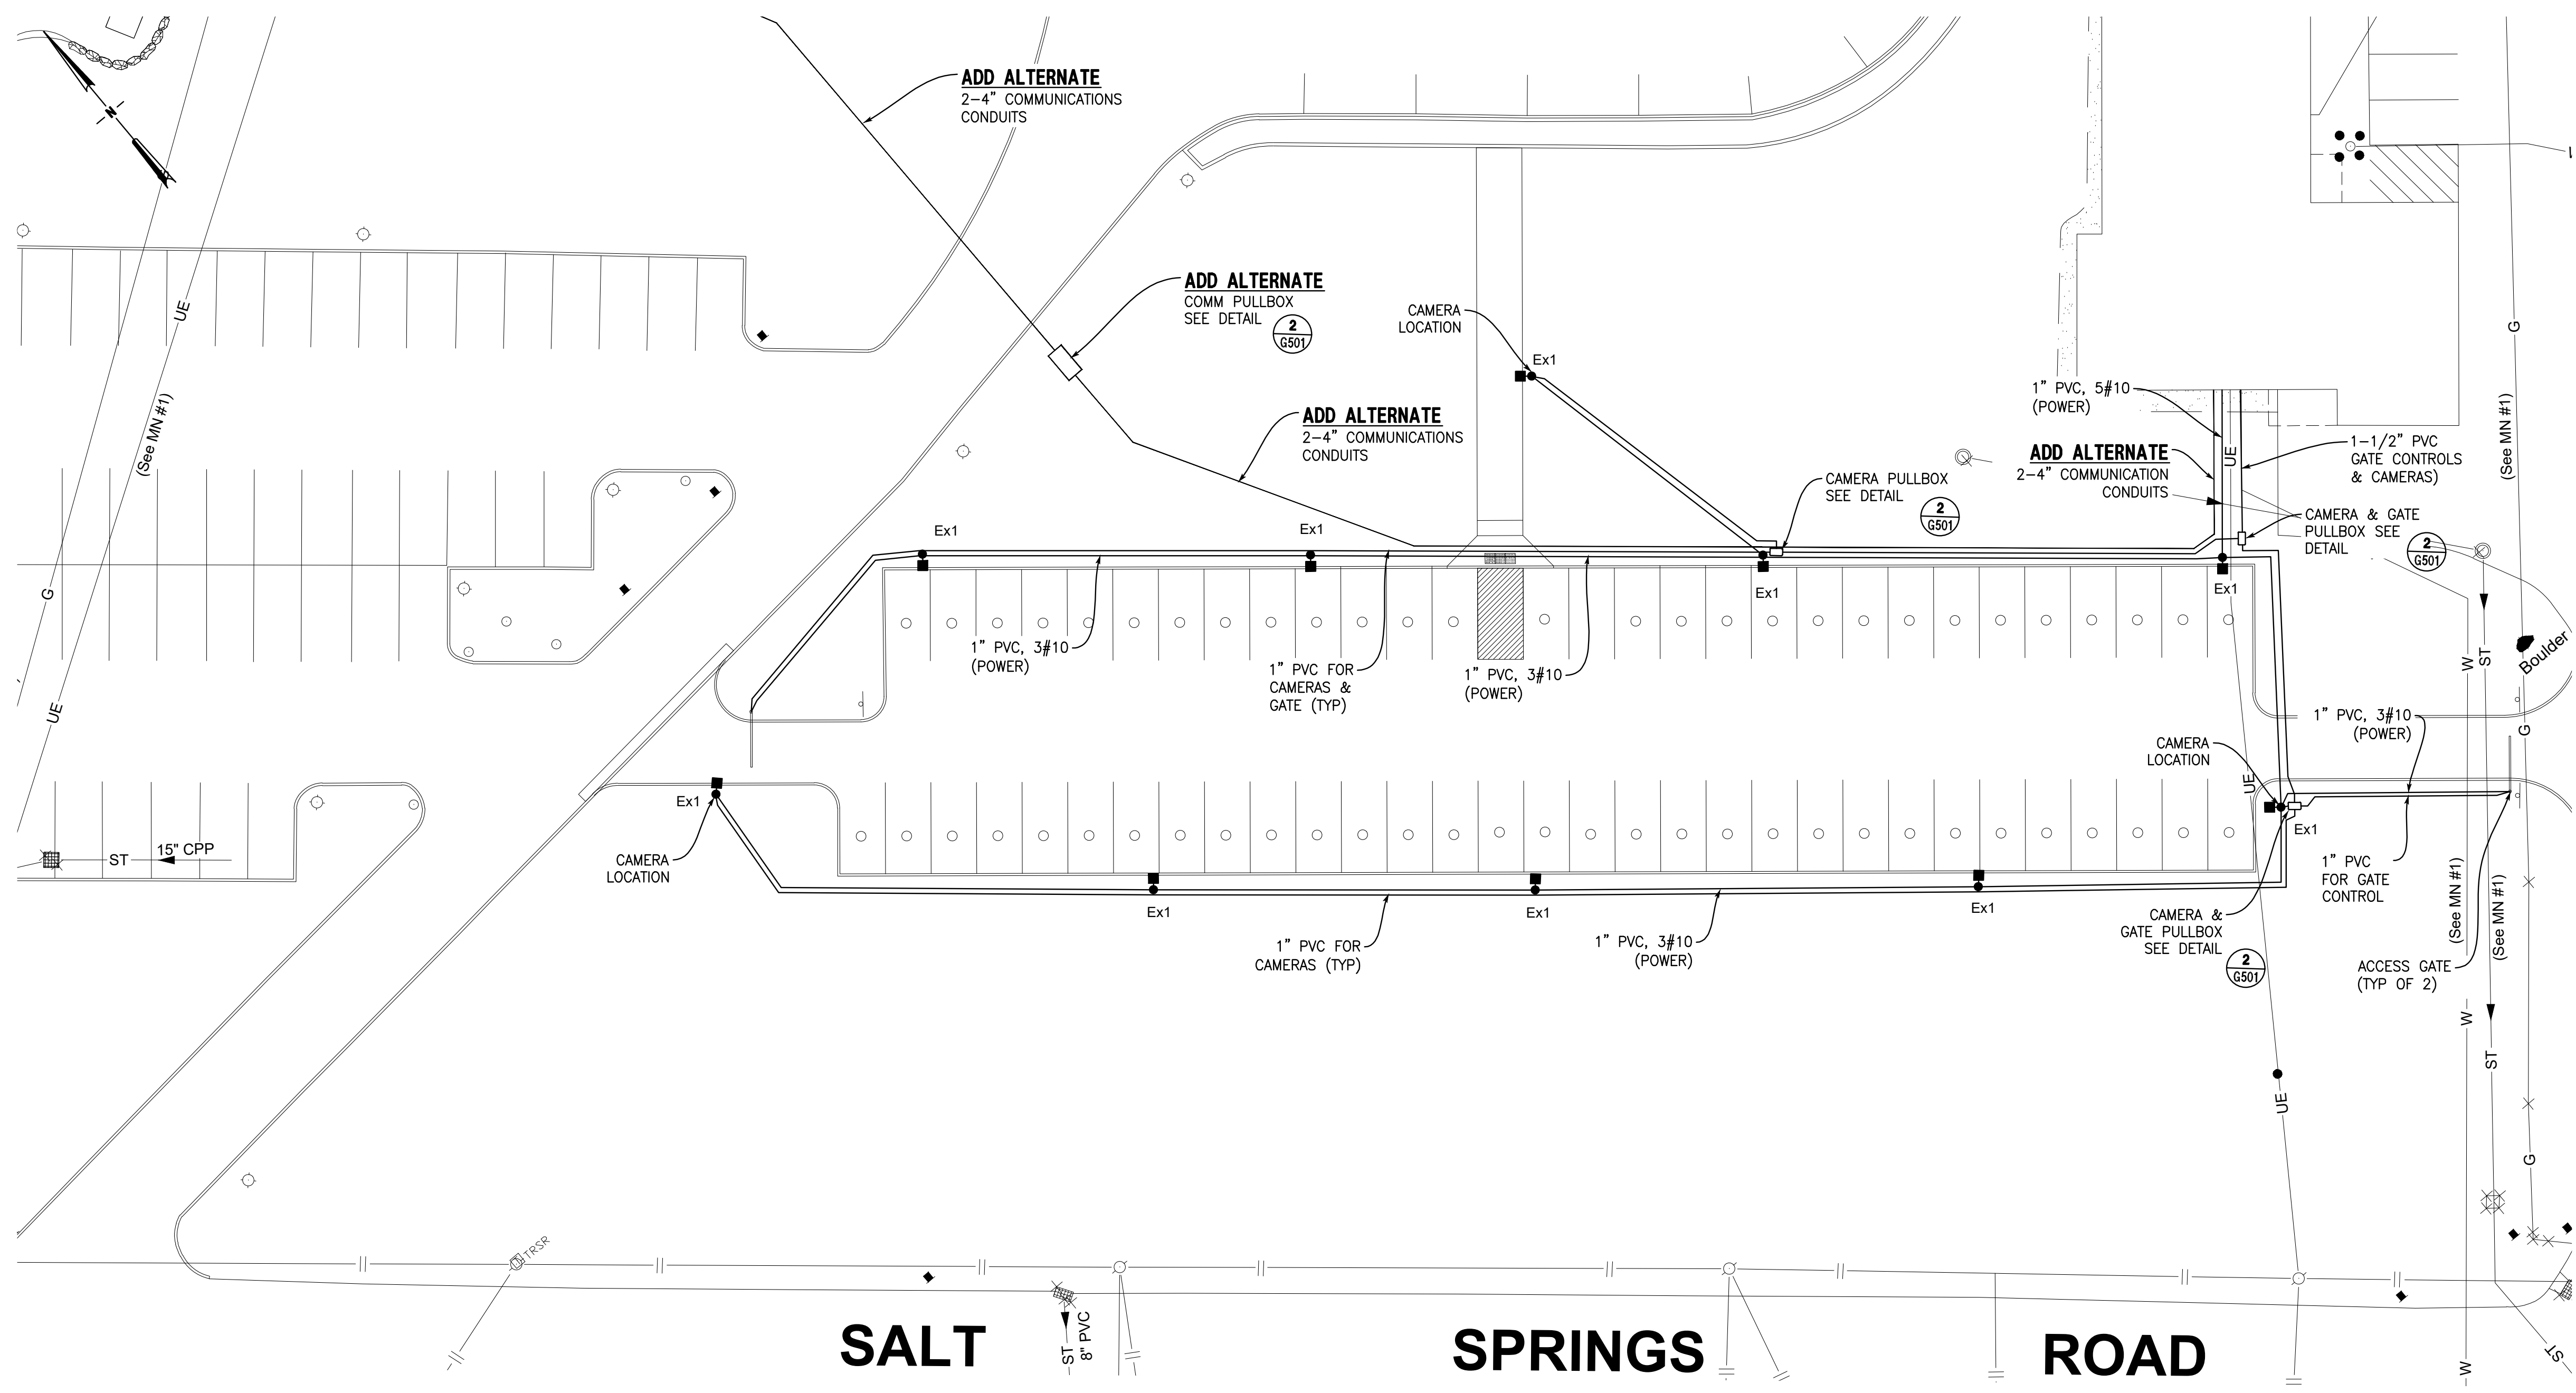 N
ADD ALTERNATE
2-4" COMMUNICATIONS
CONDUITS
ADD ALTERNATE
COMM PULLBOX
SEE DETAIL
2
G501
CAMERA
LOCATION
Ex1
ADD ALTERNATE
2-4" COMMUNICATIONS
CONDUITS
1" PVC, 5#10
(POWER)
ADD ALTERNATE
2-4" COMMUNICATION
CONDUITS
UE
1-1/2" PVC
GATE CONTROLS
& CAMERAS)
CAMERA PULLBOX
SEE DETAIL
2
G501
CAMERA & GATE
PULLBOX SEE
DETAIL
2
G501
G
(See MN #1)
UE
(See MN #1)
G
UE
Ex1
Ex1
Ex1
Ex1
1" PVC, 3#10
(POWER)
1" PVC FOR
CAMERAS &
GATE (TYP)
1" PVC, 3#10
(POWER)
W
ST
Boulder
G
1" PVC, 3#10
(POWER)
CAMERA
LOCATION
UE
Ex1
Ex1
CAMERA
LOCATION
15" CPP
ST
1" PVC
FOR GATE
CONTROL
(See MN #1)
(See MN #1)
Ex1
Ex1
Ex1
CAMERA &
GATE PULLBOX
SEE DETAIL
2
G501
1" PVC FOR
CAMERAS (TYP)
1" PVC, 3#10
(POWER)
ACCESS GATE
(TYP OF 2)
W
ST
UE
G
TRSR
ST
8" PVC
SALT SPRINGS ROAD
W
ST